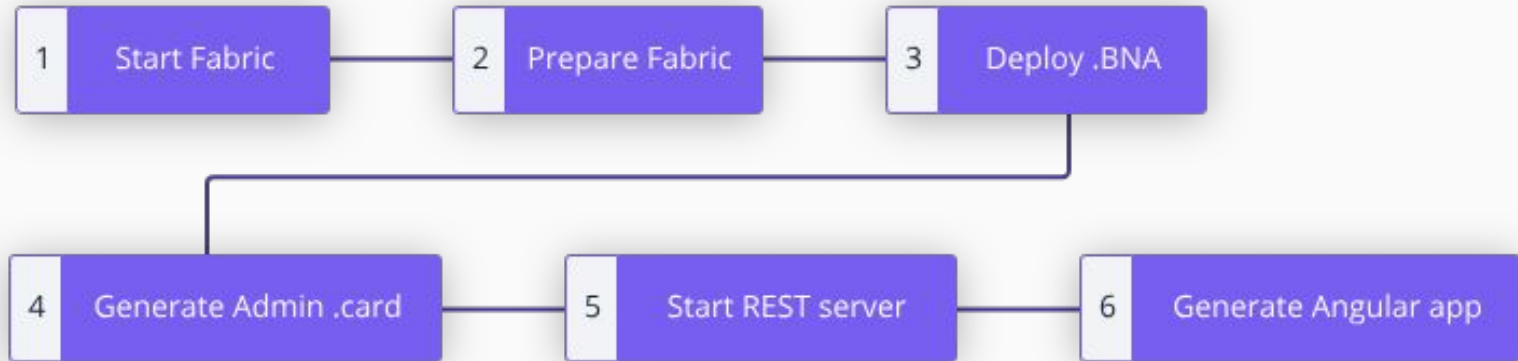 1 Start Fabric
2 Prepare Fabric
3 Deploy .BNA
4 Generate Admin .card
5 Start REST server
6 Generate Angular app